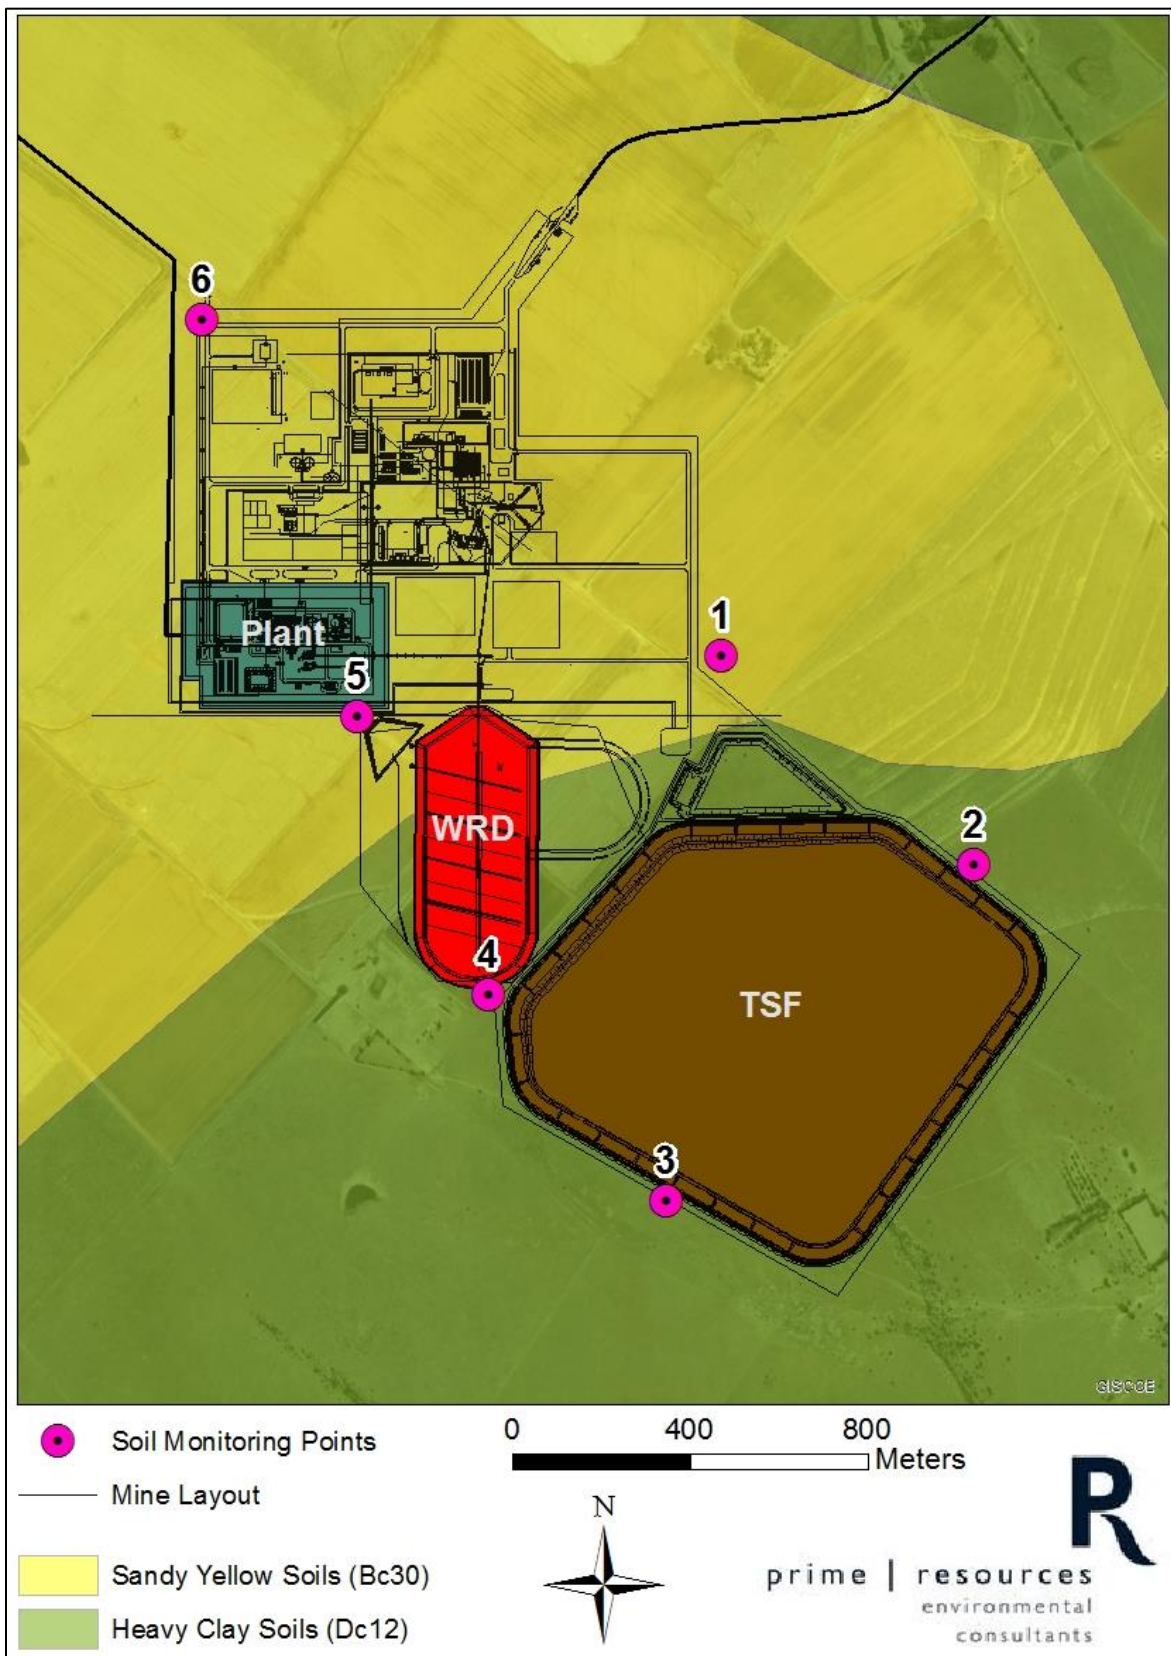 6
1
Plant
5
WRD
2
4
TSF
3
GISCOE
Soil Monitoring Points
0 400 800
Meters
Mine Layout
N
Sandy Yellow Soils (Bc30)
Heavy Clay Soils (Dc12)
R
prime | resources
environmental
consultants